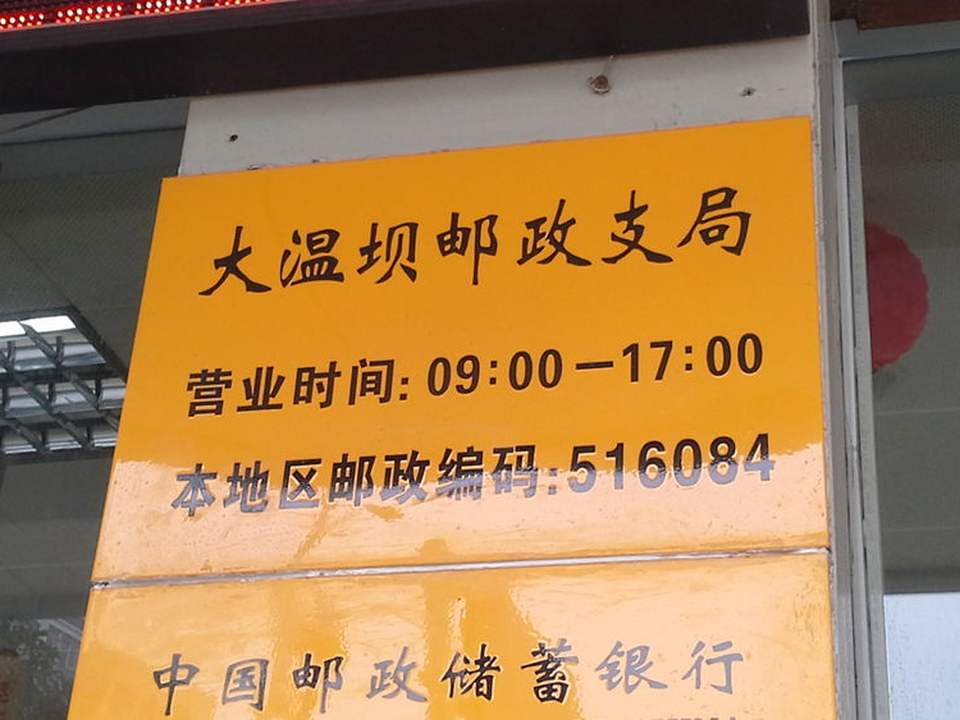 大温坝邮政支局
营业时间: 09:00－17:00
本地区邮政编码:516084
中国邮政储蓄银行